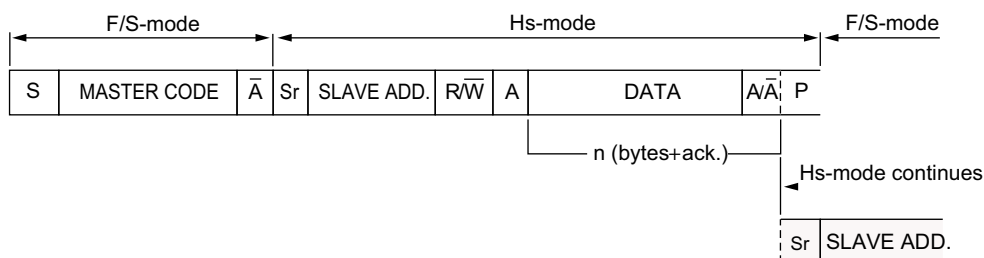 F/S-mode Hs-mode F/S-mode
S MASTER CODE A̅ Sr SLAVE ADD. R/W̅ A DATA A/A̅ P
n (bytes+ack.)
Hs-mode continues
Sr SLAVE ADD.